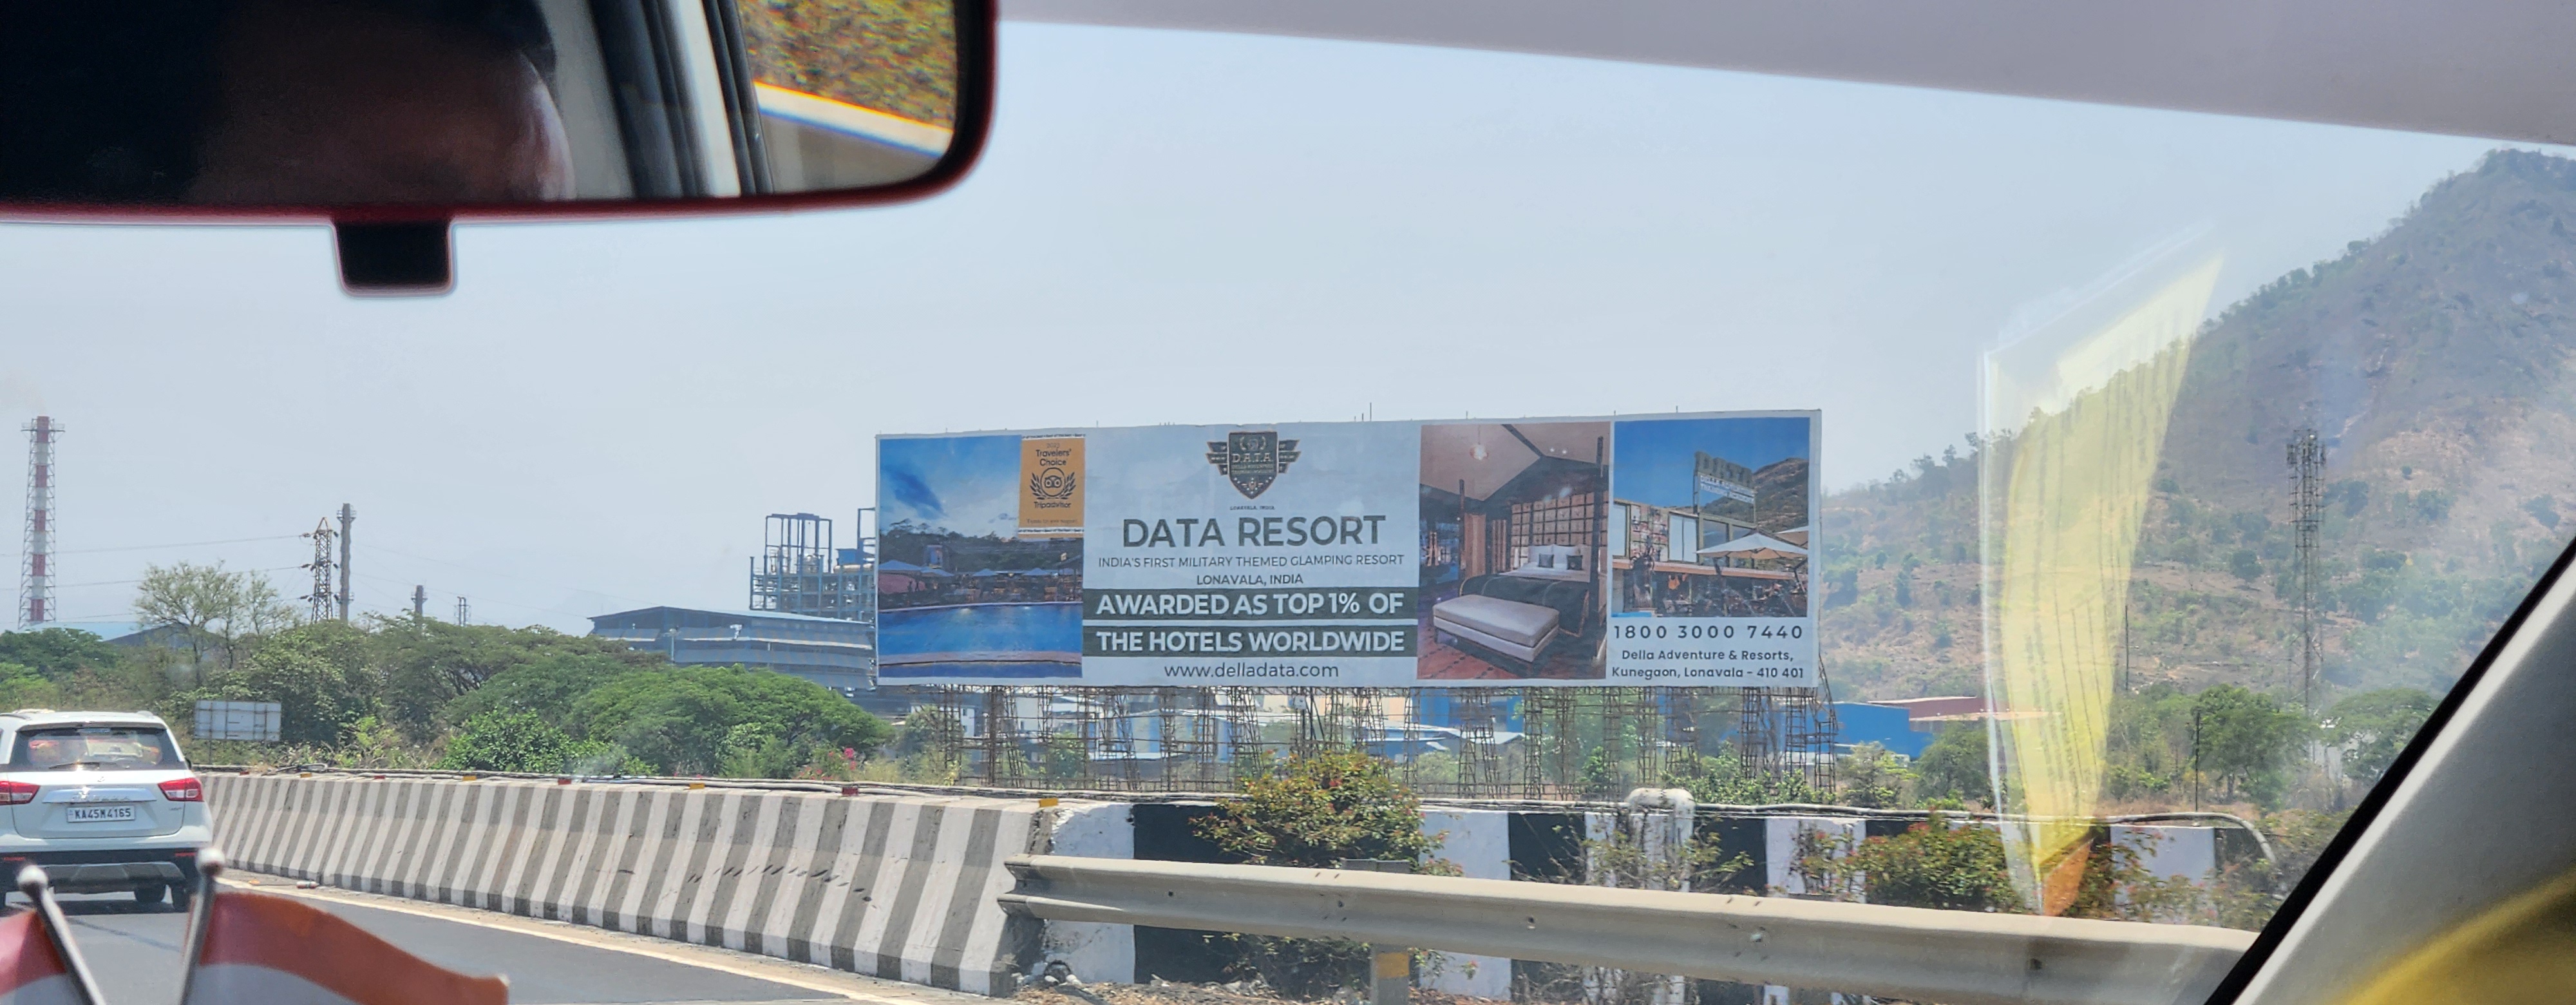 Travelers'
Choice
Tripadvisor
D.A.T.A.
LONAVALA, INDIA
DATA RESORT
INDIA'S FIRST MILITARY THEMED GLAMPING RESORT
LONAVALA, INDIA
AWARDED AS TOP 1% OF
THE HOTELS WORLDWIDE
www.delladata.com
1800 3000 7440
Della Adventure & Resorts,
Kunegaon, Lonavala - 410 401
KA45M4165